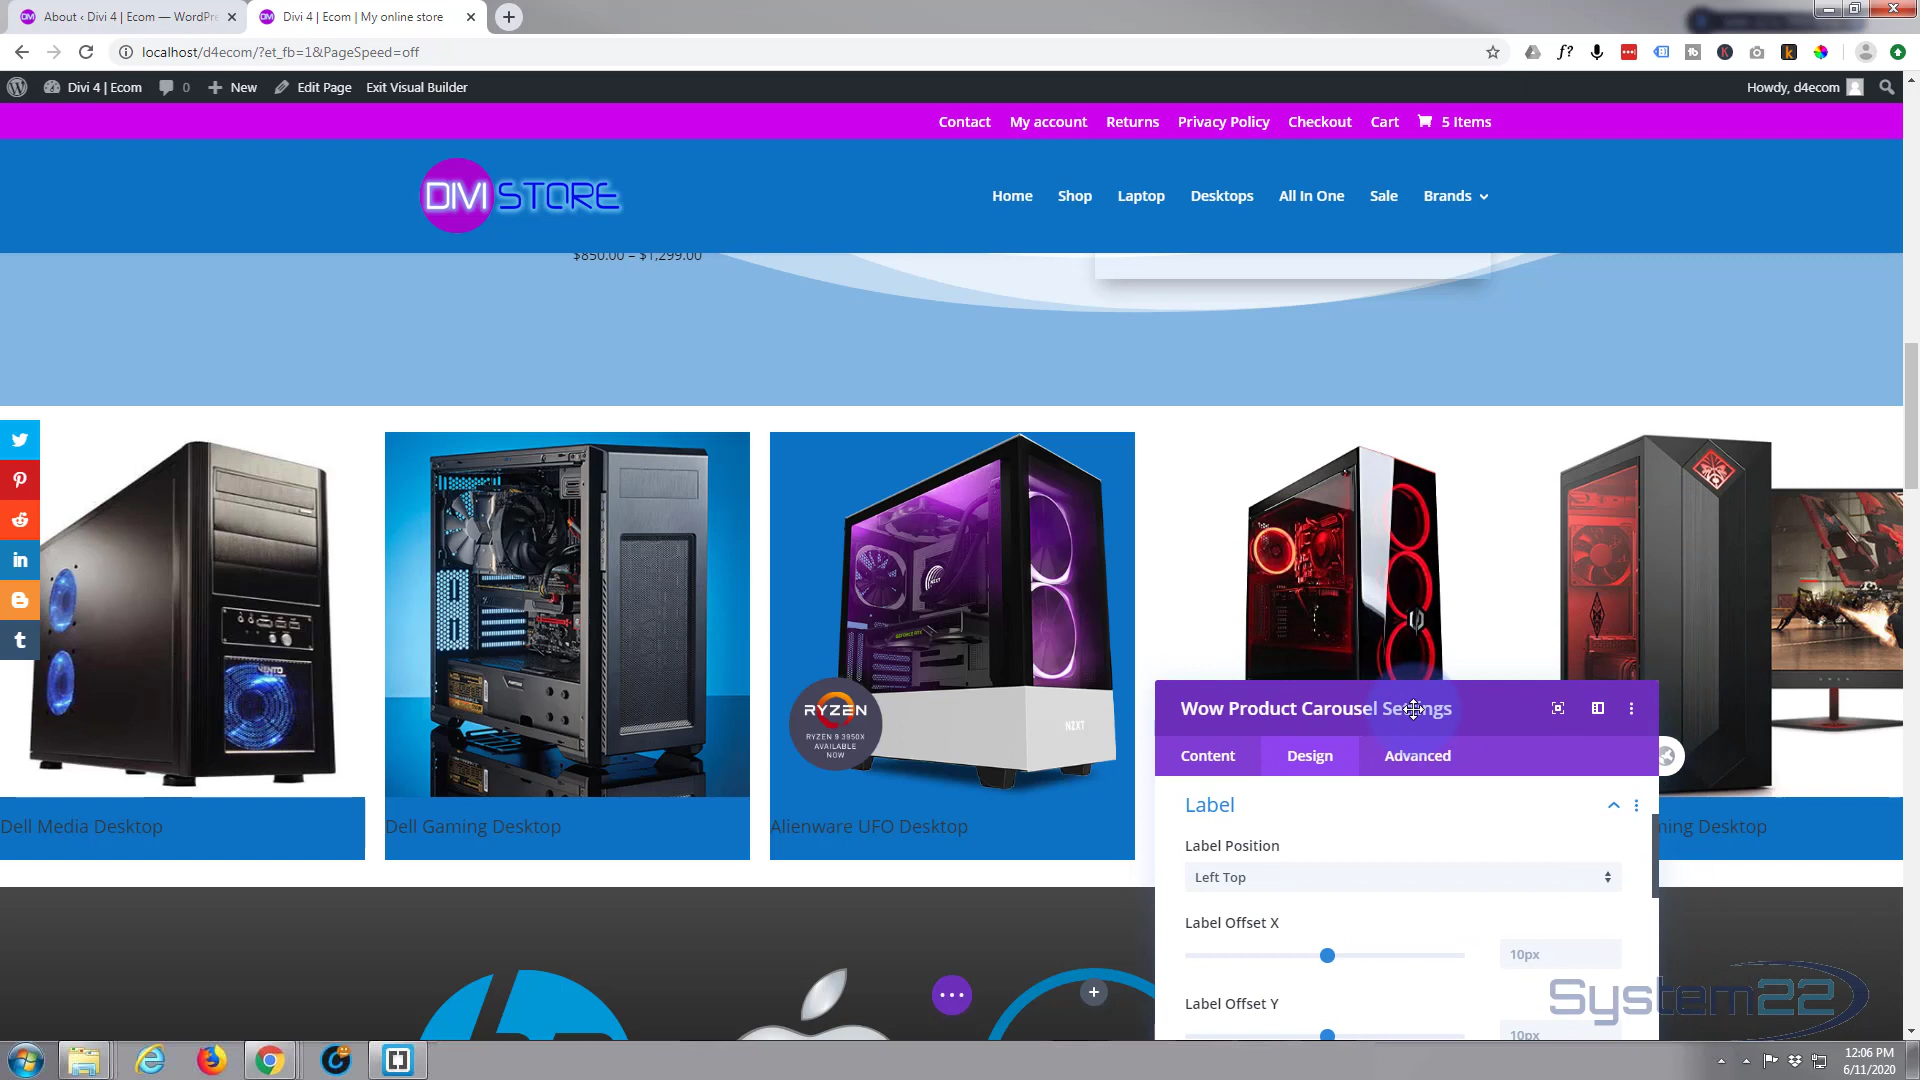 About ‹ Divi 4 | Ecom — WordPre
Divi 4 | Ecom | My online store
localhost/d4ecom/?et_fb=1&PageSpeed=off
Divi 4 | Ecom
0
New
Edit Page
Exit Visual Builder
Howdy, d4ecom
Contact
My account
Returns
Privacy Policy
Checkout
Cart
5 Items
DIVI STORE
Home
Shop
Laptop
Desktops
All In One
Sale
Brands
$850.00 – $1,299.00
RYZEN
RYZEN 9 3950X
AVAILABLE
NOW
NZXT
Dell Media Desktop
Dell Gaming Desktop
Alienware UFO Desktop
ming Desktop
Wow Product Carousel Settings
Content
Design
Advanced
Label
Label Position
Left Top
Label Offset X
10px
Label Offset Y
10px
System22
12:06 PM
6/11/2020